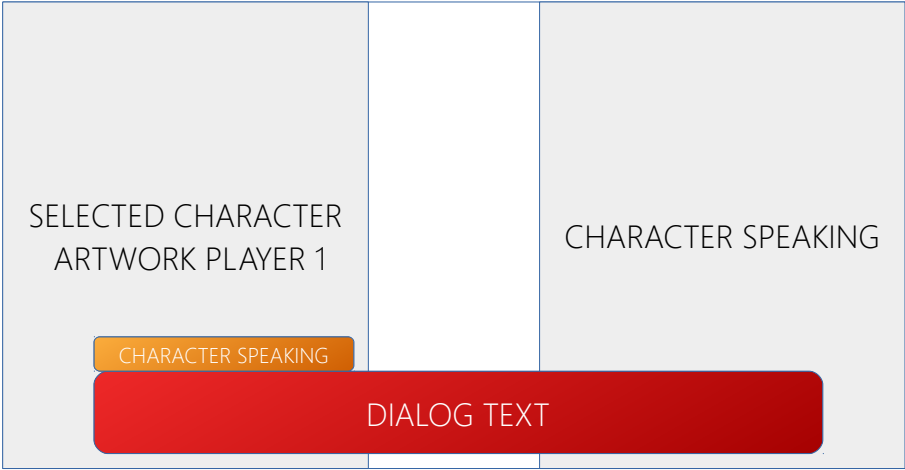 SELECTED CHARACTER
ARTWORK PLAYER 1
CHARACTER SPEAKING
CHARACTER SPEAKING
DIALOG TEXT